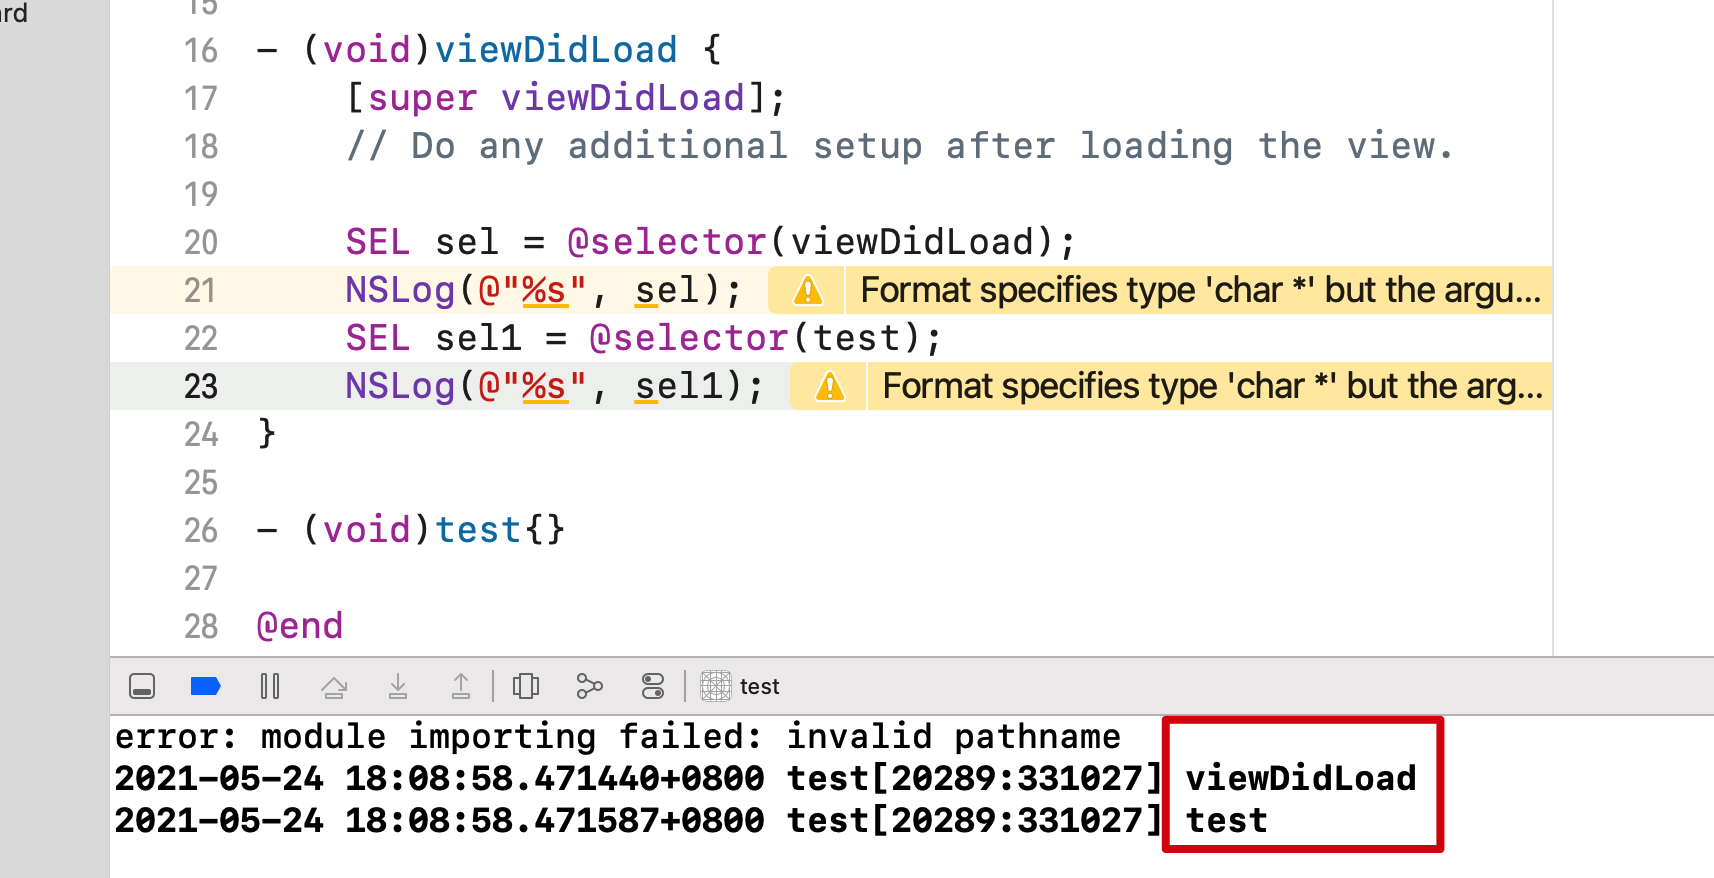 ard
15
16 - (void)viewDidLoad {
17 [super viewDidLoad];
18 // Do any additional setup after loading the view.
19
20 SEL sel = @selector(viewDidLoad);
21 NSLog(@"%s", sel); Format specifies type 'char *' but the argu...
22 SEL sel1 = @selector(test);
23 NSLog(@"%s", sel1); Format specifies type 'char *' but the arg...
24 }
25
26 - (void)test{}
27
28 @end
test
error: module importing failed: invalid pathname
2021-05-24 18:08:58.471440+0800 test[20289:331027] viewDidLoad
2021-05-24 18:08:58.471587+0800 test[20289:331027] test